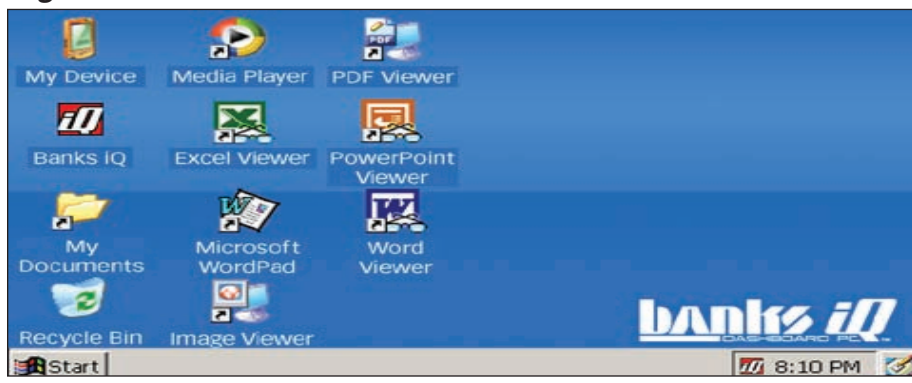 My Device
Media Player
PDF Viewer
Banks iQ
Excel Viewer
PowerPoint
Viewer
My
Documents
Microsoft
WordPad
Word
Viewer
Recycle Bin
Image Viewer
banks iQ
DASHBOARD PC
Start
iQ
8:10 PM